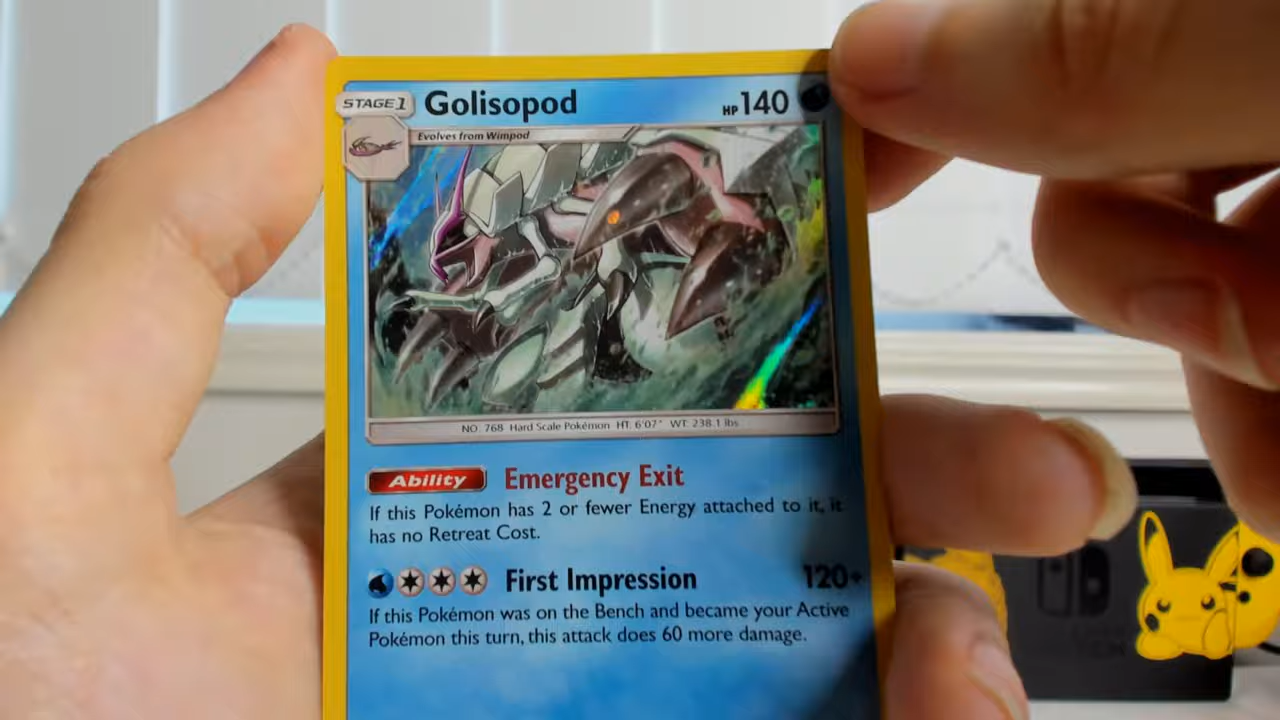 STAGE 1 Golisopod HP 140
Evolves from Wimpod
NO. 768 Hard Scale Pokémon HT: 6'07" WT: 238.1 lbs
Ability Emergency Exit
If this Pokémon has 2 or fewer Energy attached to it, it
has no Retreat Cost.
First Impression 120+
If this Pokémon was on the Bench and became your Active
Pokémon this turn, this attack does 60 more damage.